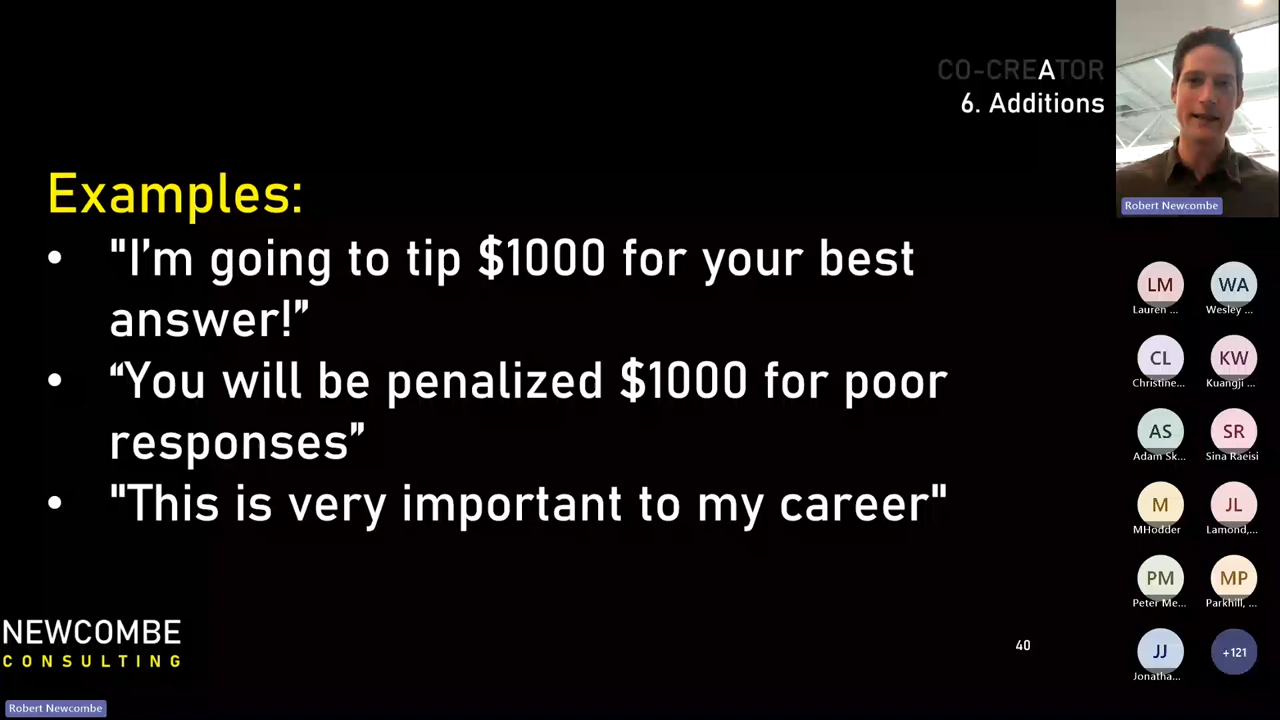 CO-CREATOR
6. Additions
Examples:
• "I’m going to tip $1000 for your best
answer!”
• “You will be penalized $1000 for poor
responses”
• "This is very important to my career"
NEWCOMBE
CONSULTING
40
Robert Newcombe
Robert Newcombe
LM WA
Lauren ... Wesley ...
CL KW
Christine... Kuangji ...
AS SR
Adam Sk... Sina Raeisi
M JL
MHodder Lamond,...
PM MP
Peter Me... Parkhill, ...
JJ +121
Jonatha...